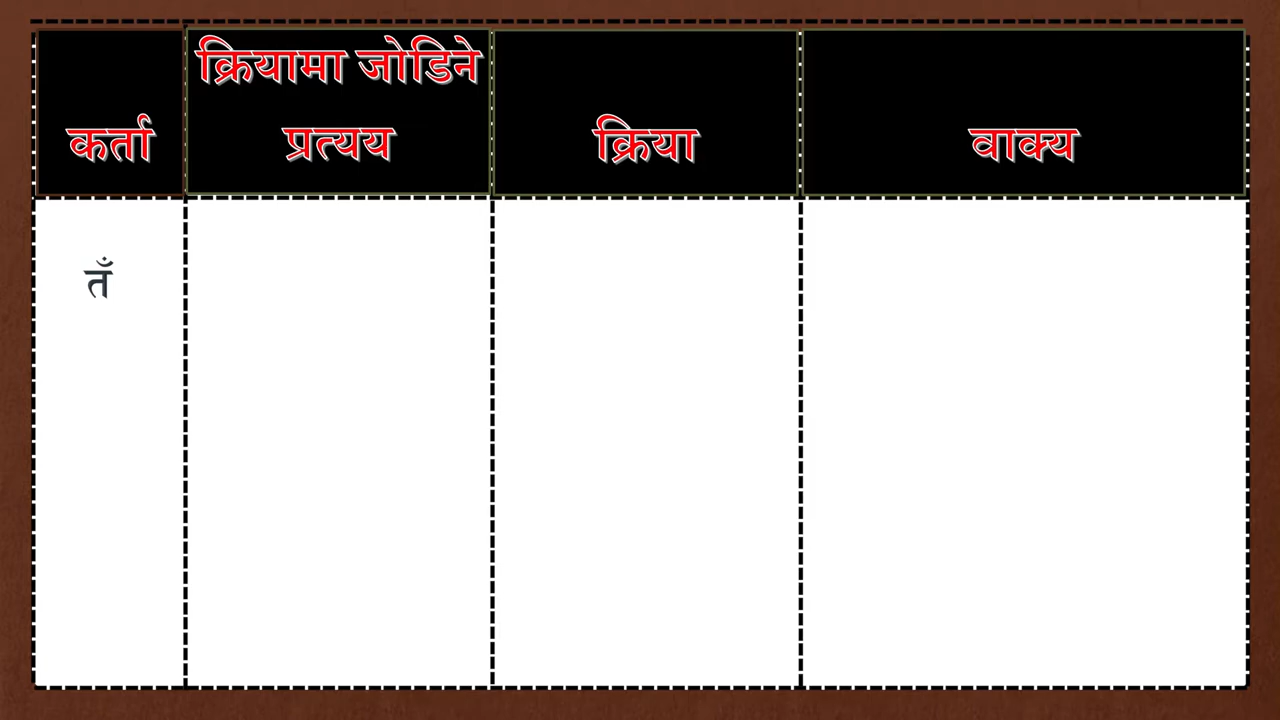 कर्ता
क्रियामा जोडिने
प्रत्यय
क्रिया
वाक्य
तँ